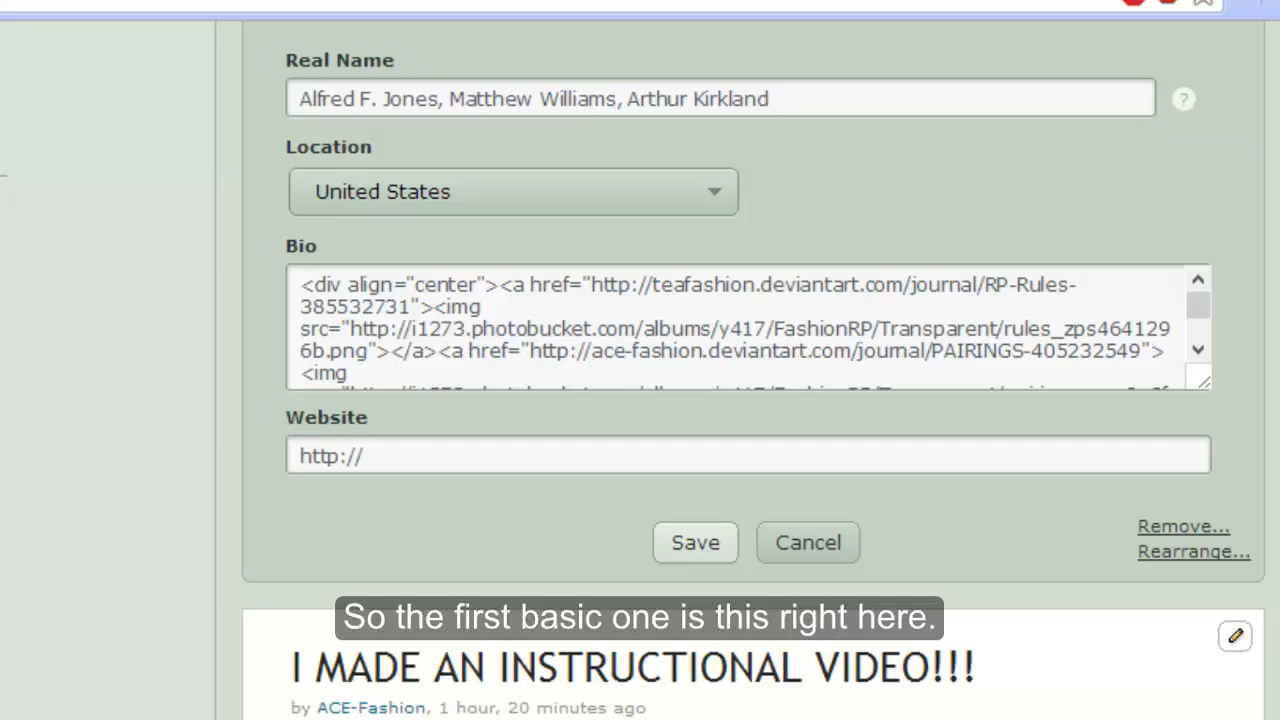 Real Name
Alfred F. Jones, Matthew Williams, Arthur Kirkland
?
Location
United States
Bio
<div align="center"><a href="http://teafashion.deviantart.com/journal/RP-Rules-
385532731"><img
src="http://i1273.photobucket.com/albums/y417/FashionRP/Transparent/rules_zps464129
6b.png"></a><a href="http://ace-fashion.deviantart.com/journal/PAIRINGS-405232549">
<img
Website
http://
Save
Cancel
Remove...
Rearrange...
So the first basic one is this right here.
I MADE AN INSTRUCTIONAL VIDEO!!!
by ACE-Fashion, 1 hour, 20 minutes ago